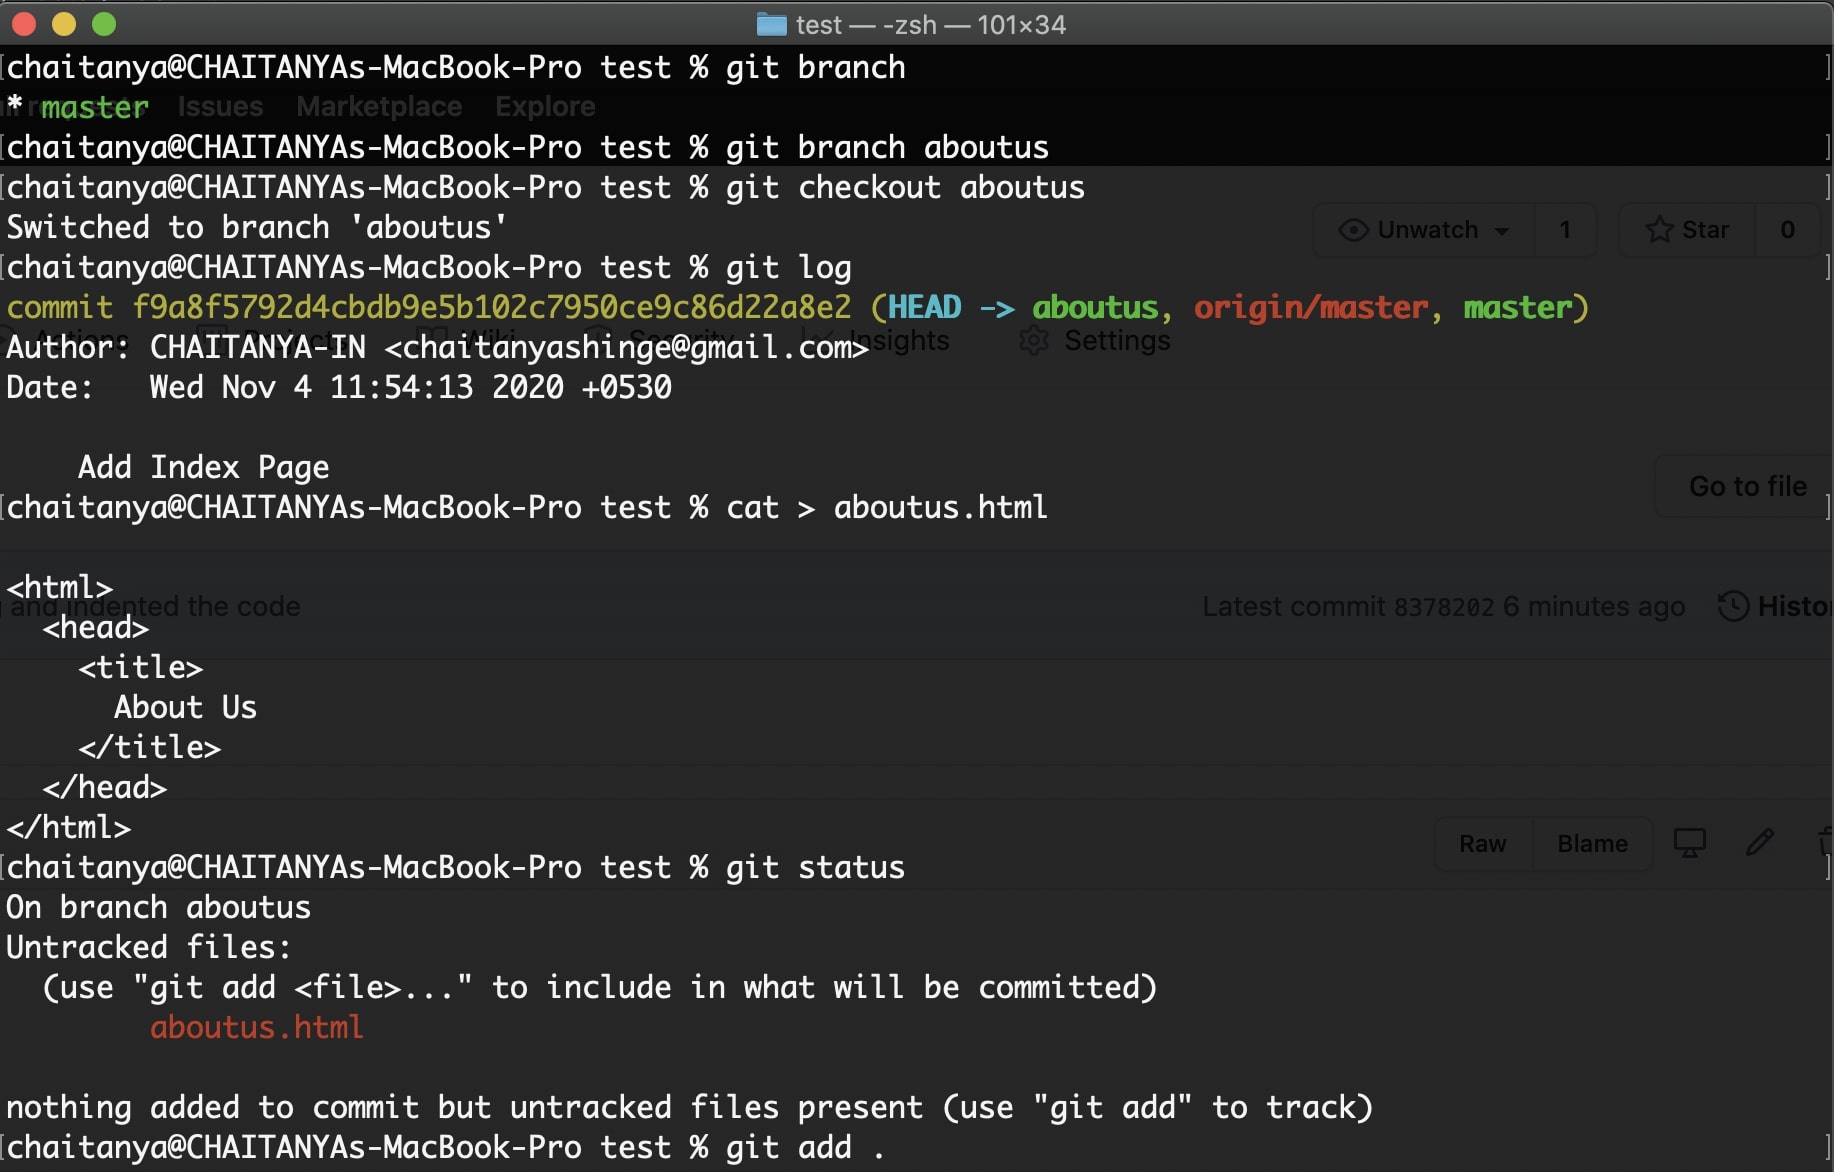 test — -zsh — 101×34
chaitanya@CHAITANYAs-MacBook-Pro test % git branch
* master
Issues Marketplace Explore
chaitanya@CHAITANYAs-MacBook-Pro test % git branch aboutus
chaitanya@CHAITANYAs-MacBook-Pro test % git checkout aboutus
Switched to branch 'aboutus'
Unwatch 1 Star 0
chaitanya@CHAITANYAs-MacBook-Pro test % git log
commit f9a8f5792d4cbdb9e5b102c7950ce9c86d22a8e2 (HEAD -> aboutus, origin/master, master)
Actions Projects Wiki Security Insights Settings
Author: CHAITANYA-IN <chaitanyashinge@gmail.com>
Date:   Wed Nov 4 11:54:13 2020 +0530
    Add Index Page
Go to file
chaitanya@CHAITANYAs-MacBook-Pro test % cat > aboutus.html
<html>
and indented the code Latest commit 8378202 6 minutes ago
  <head>
    <title>
      About Us
    </title>
  </head>
</html>
Raw Blame
chaitanya@CHAITANYAs-MacBook-Pro test % git status
On branch aboutus
Untracked files:
  (use "git add <file>..." to include in what will be committed)
        aboutus.html
nothing added to commit but untracked files present (use "git add" to track)
chaitanya@CHAITANYAs-MacBook-Pro test % git add .